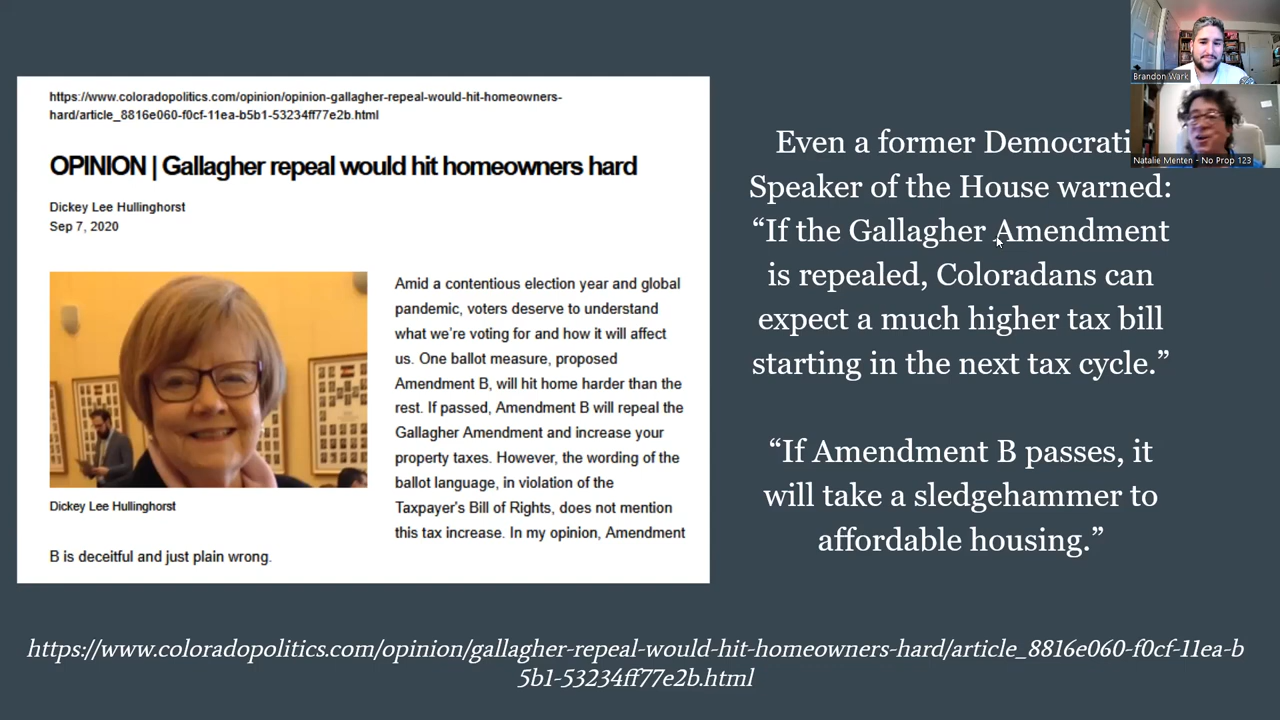 https://www.coloradopolitics.com/opinion/opinion-gallagher-repeal-would-hit-homeowners-
hard/article_8816e060-f0cf-11ea-b5b1-53234ff77e2b.html
OPINION | Gallagher repeal would hit homeowners hard
Dickey Lee Hullinghorst
Sep 7, 2020
Amid a contentious election year and global
pandemic, voters deserve to understand
what we're voting for and how it will affect
us. One ballot measure, proposed
Amendment B, will hit home harder than the
rest. If passed, Amendment B will repeal the
Gallagher Amendment and increase your
property taxes. However, the wording of the
ballot language, in violation of the
Taxpayer's Bill of Rights, does not mention
this tax increase. In my opinion, Amendment
Dickey Lee Hullinghorst
B is deceitful and just plain wrong.
Even a former Democrati
Speaker of the House warned:
“If the Gallagher Amendment
is repealed, Coloradans can
expect a much higher tax bill
starting in the next tax cycle.”
“If Amendment B passes, it
will take a sledgehammer to
affordable housing.”
https://www.coloradopolitics.com/opinion/gallagher-repeal-would-hit-homeowners-hard/article_8816e060-f0cf-11ea-b
5b1-53234ff77e2b.html
Brandon Wark
Natalie Menten - No Prop 123